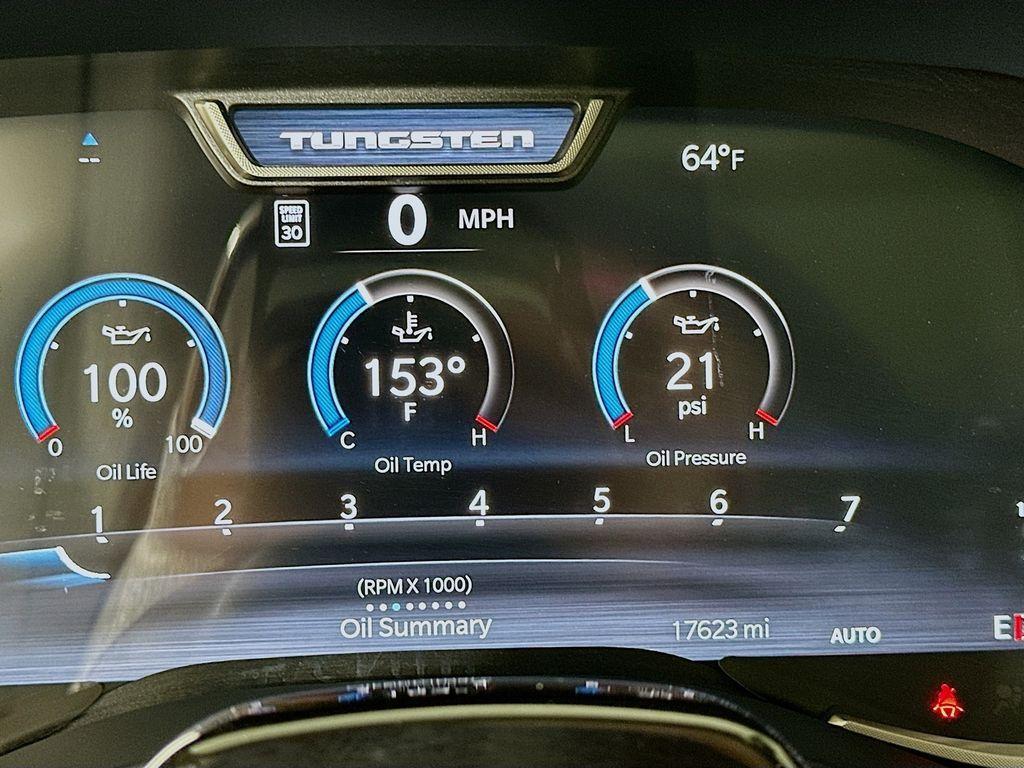 TUNGSTEN
64°F
SPEED
LIMIT
30
0 MPH
100
%
0 100
Oil Life
153°
F
C H
Oil Temp
21
psi
L H
Oil Pressure
1 2 3 4 5 6 7
(RPM X 1000)
Oil Summary
17623 mi
AUTO
E